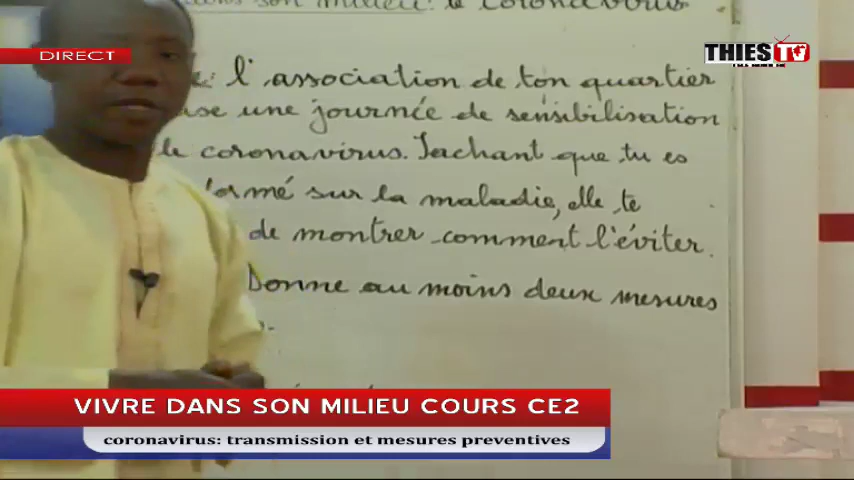 dans son milieu: le coronavirus
DIRECT
THIESTV
l'association de ton quartier
une journée de sensibilisation
le coronavirus. Sachant que tu es
formé sur la maladie, elle te
de montrer comment l'éviter.
Donne au moins deux mesures
VIVRE DANS SON MILIEU COURS CE2
coronavirus: transmission et mesures preventives